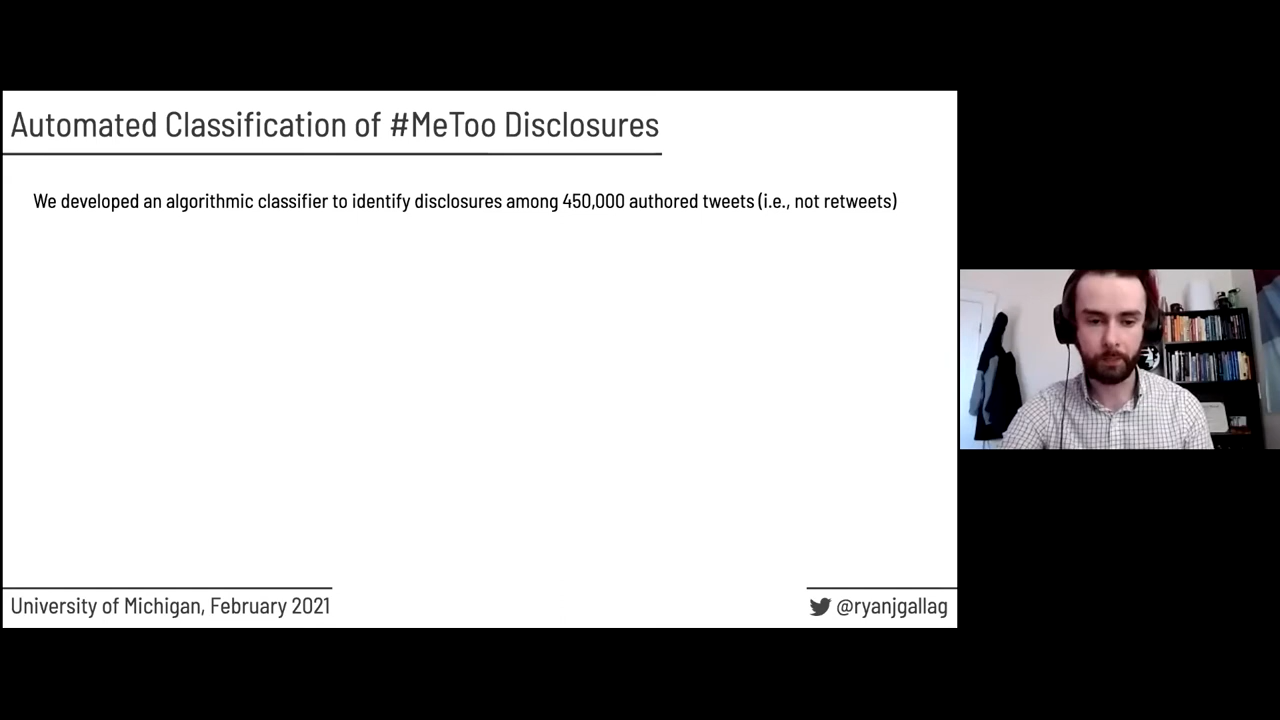 Automated Classification of #MeToo Disclosures
We developed an algorithmic classifier to identify disclosures among 450,000 authored tweets (i.e., not retweets)
University of Michigan, February 2021
@ryanjgallag